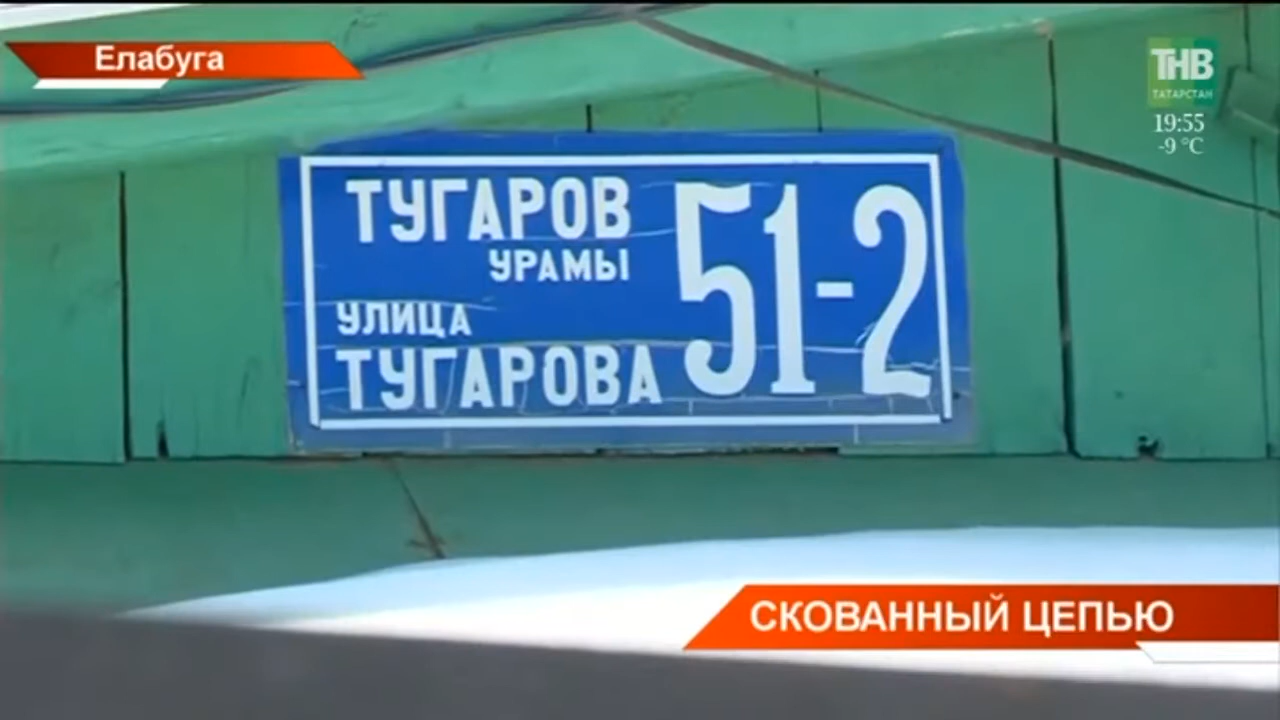 Елабуга
ТНВ
ТАТАРСТАН
19:55
-9 °C
ТУГАРОВ
УРАМЫ
УЛИЦА
ТУГАРОВА
51-2
СКОВАННЫЙ ЦЕПЬЮ